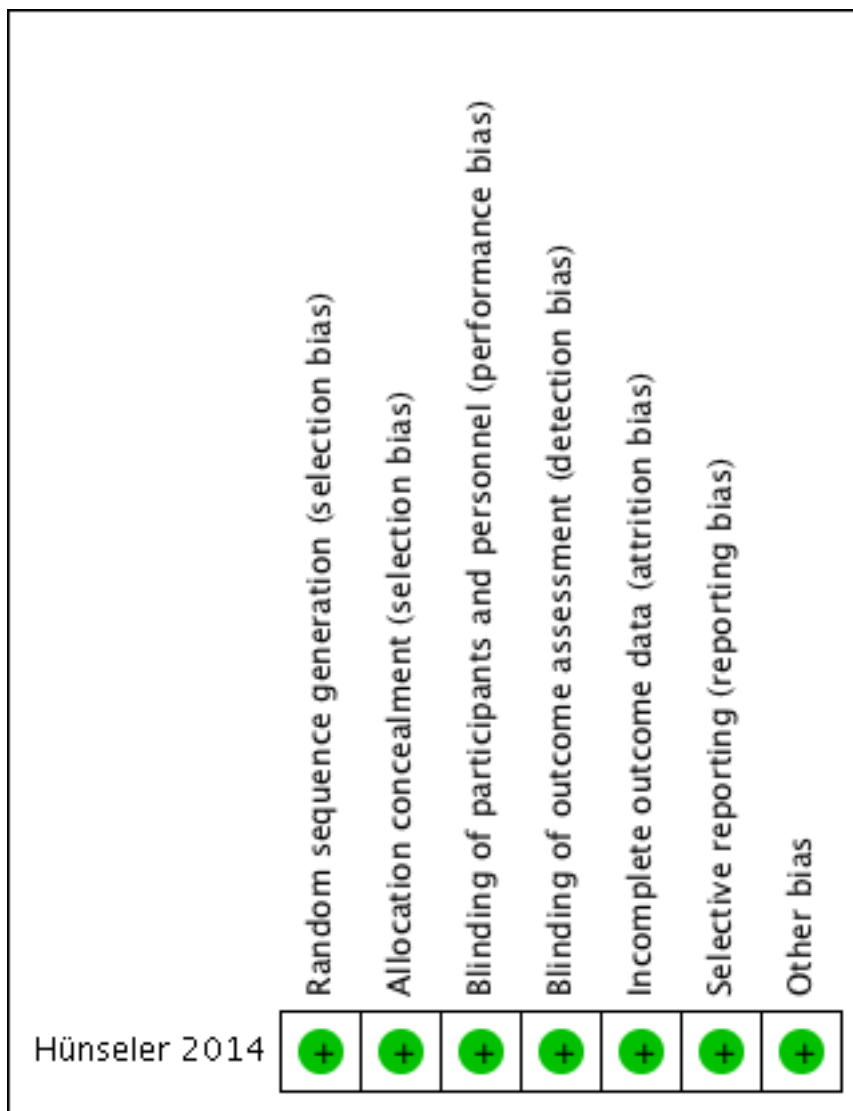 Random sequence generation (selection bias)
Allocation concealment (selection bias)
Blinding of participants and personnel (performance bias)
Blinding of outcome assessment (detection bias)
Incomplete outcome data (attrition bias)
Selective reporting (reporting bias)
Other bias
Hünseler 2014 + + + + + + +